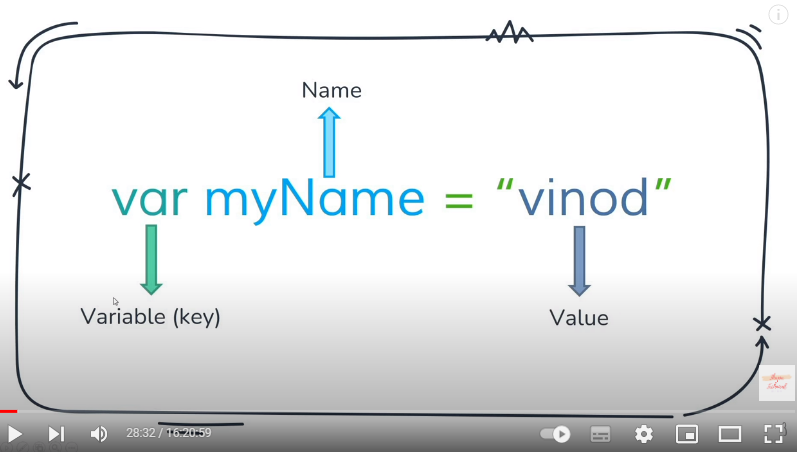 Name
var myName = “vinod”
Variable (key)
Value
28:32 / 16:20:59